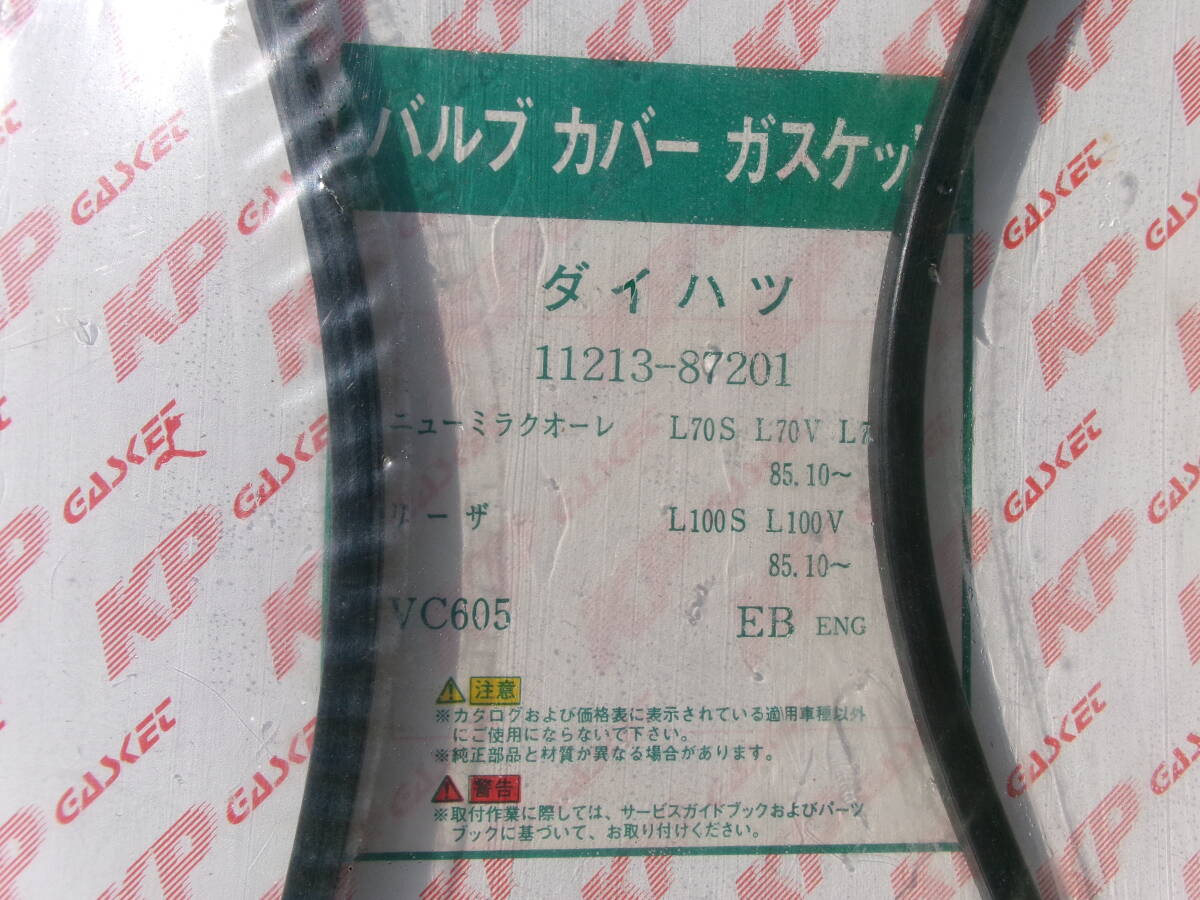 バルブ カバー ガスケッ
ダイハツ
11213-87201
ニューミラクオーレ L70S L70V L7
85.10〜
リーザ L100S L100V
85.10〜
VC605 EB ENG
注意
※カタログおよび価格表に表示されている適用車種以外
にご使用にならないで下さい。
※純正部品と材質が異なる場合があります。
警告
※取付作業に際しては、サービスガイドブックおよびパーツ
ブックに基づいて、お取り付けください。
KP GASKET